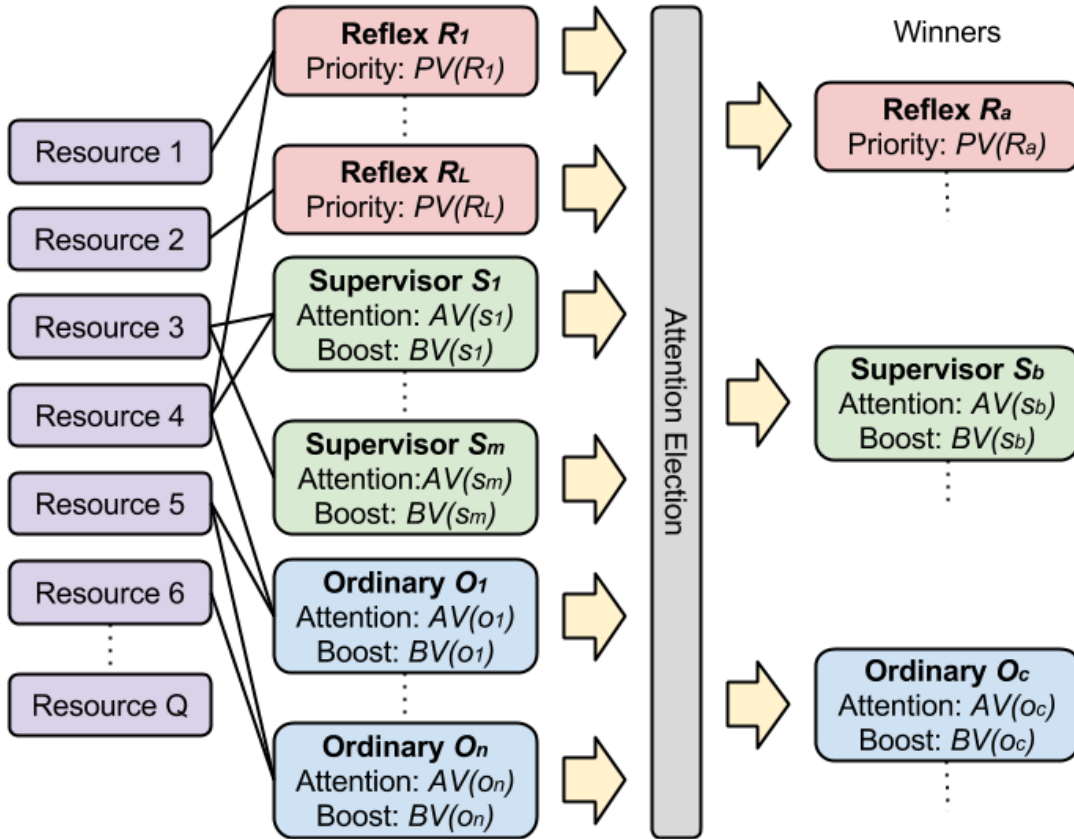 Resource 1
Resource 2
Resource 3
Resource 4
Resource 5
Resource 6
Resource Q
Reflex R1
Priority: PV(R1)
Reflex RL
Priority: PV(RL)
Supervisor S1
Attention: AV(s1)
Boost: BV(s1)
Supervisor Sm
Attention:AV(sm)
Boost: BV(sm)
Ordinary O1
Attention: AV(o1)
Boost: BV(o1)
Ordinary On
Attention: AV(on)
Boost: BV(on)
Attention Election
Winners
Reflex Ra
Priority: PV(Ra)
Supervisor Sb
Attention: AV(sb)
Boost: BV(sb)
Ordinary Oc
Attention: AV(oc)
Boost: BV(oc)